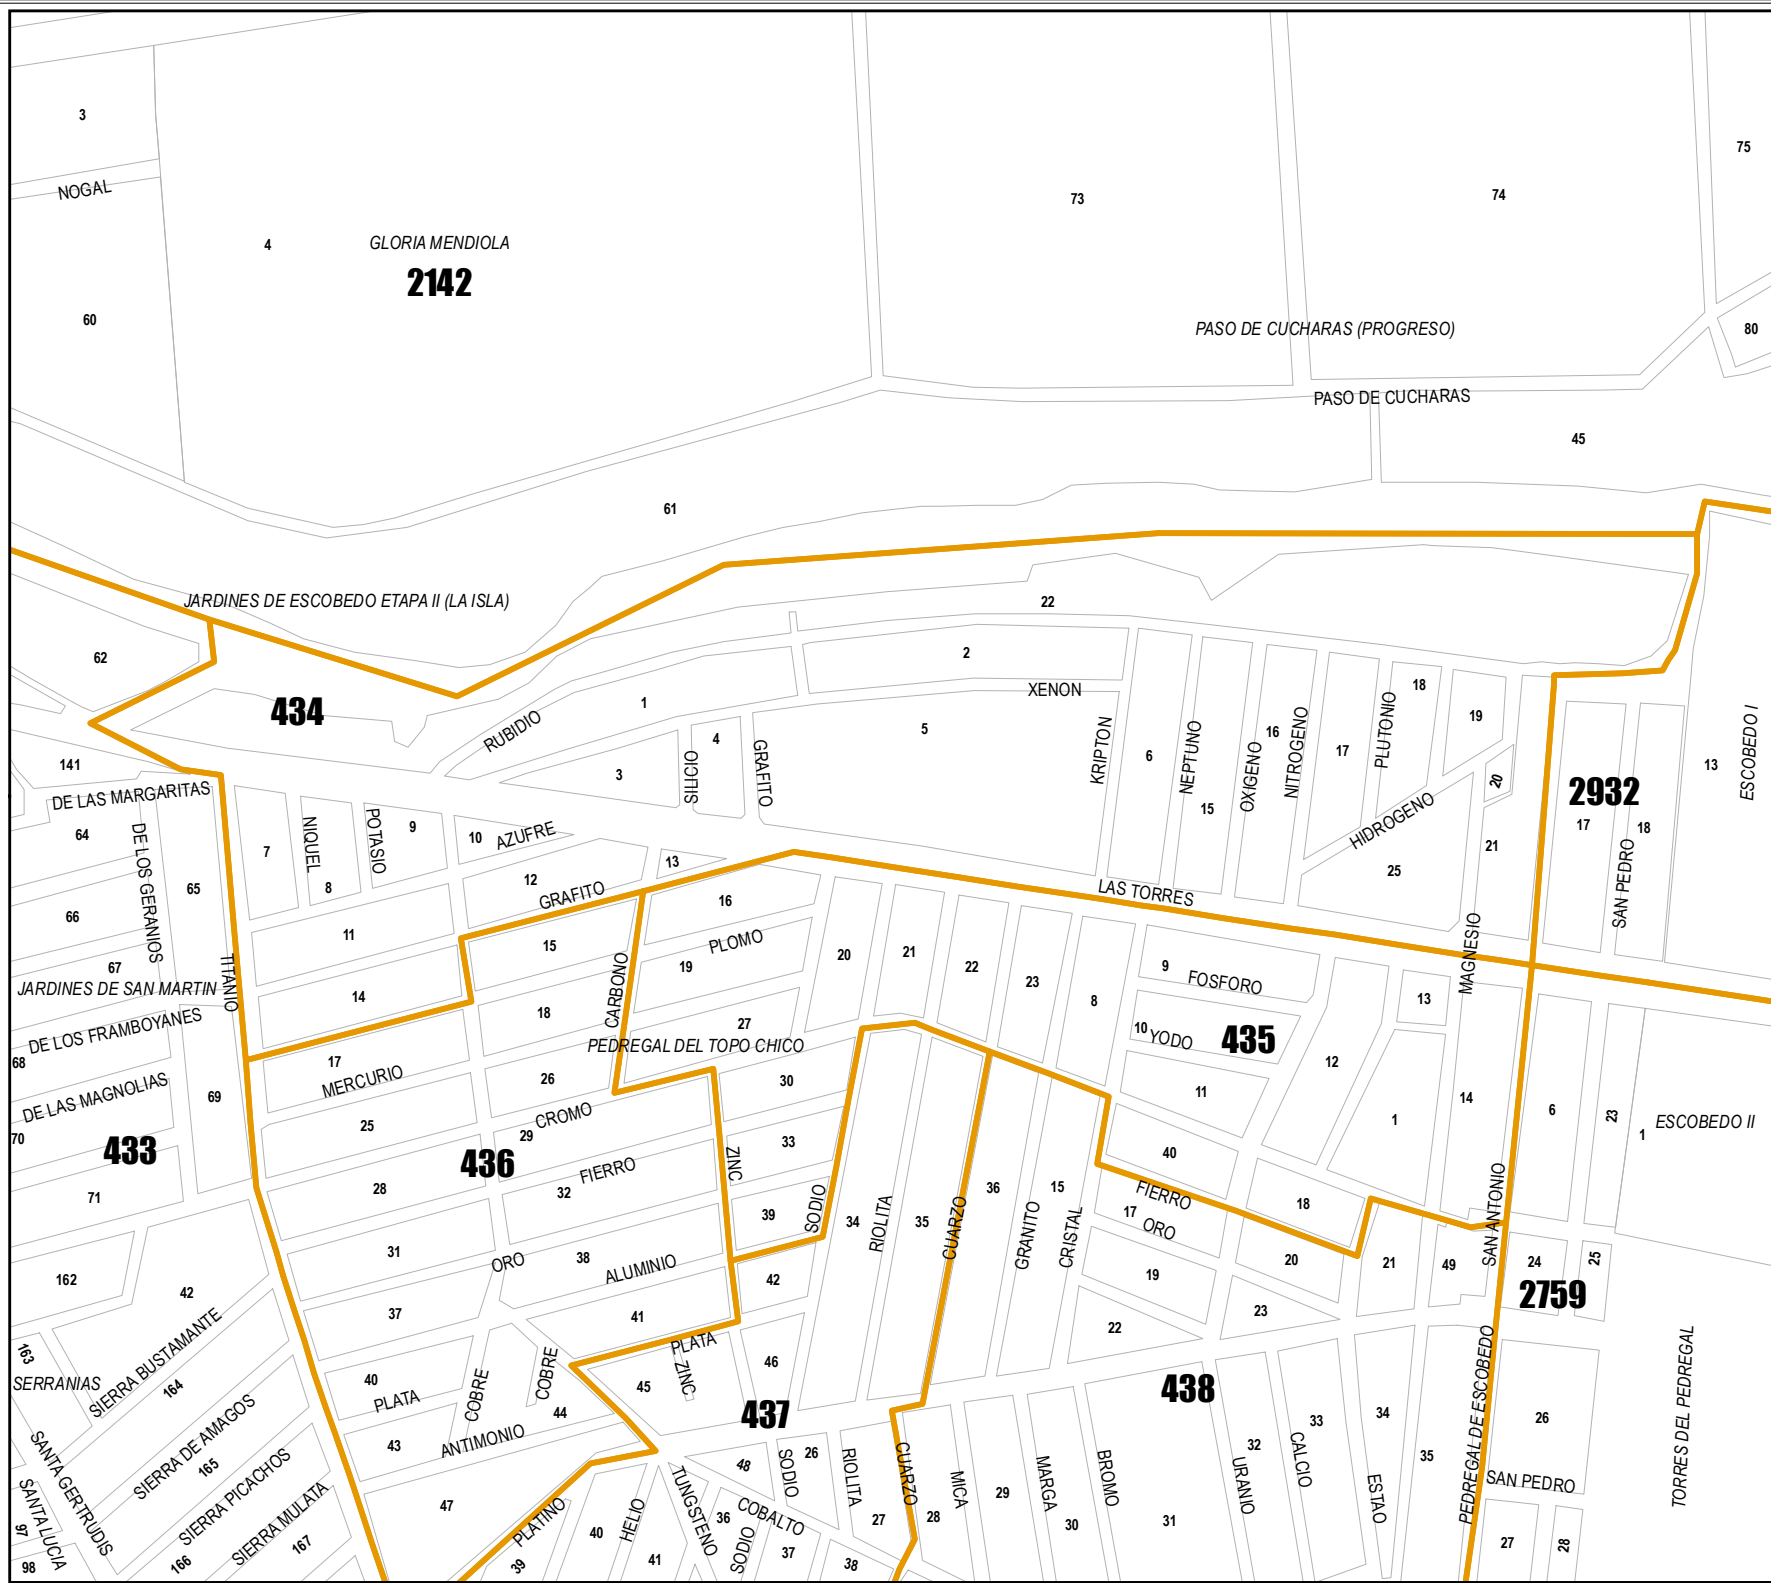 3
75
NOGAL
73
74
4
GLORIA MENDIOLA
2142
60
PASO DE CUCHARAS (PROGRESO)
80
PASO DE CUCHARAS
45
61
JARDINES DE ESCOBEDO ETAPA II (LA ISLA)
22
62
2
XENON
434
1
RUBIDIO
18
19
PLUTONIO
5
4
3
SILICIO
GRAFITO
KRIPTON
6
NEPTUNO
15
OXIGENO
16
NITROGENO
17
20
HIDROGENO
25
21
2932
17
18
SAN PEDRO
13
ESCOBEDO I
141
DE LAS MARGARITAS
64
DE LOS GERANIOS
65
66
67
JARDINES DE SAN MARTIN
TITANIO
DE LOS FRAMBOYANES
68
DE LAS MAGNOLIAS
69
70
433
71
7
NIQUEL
8
POTASIO
9
10
AZUFRE
12
GRAFITO
13
11
14
15
16
PLOMO
19
CARBONO
18
27
PEDREGAL DEL TOPO CHICO
17
MERCURIO
26
25
CROMO
29
436
28
FIERRO
32
31
ORO
38
ALUMINIO
37
41
PLATA
40
PLATA
COBRE
COBRE
44
43
ANTIMONIO
47
PLATINO
LAS TORRES
20
21
22
23
8
9
FOSFORO
10
YODO
435
11
12
13
MAGNESIO
14
1
6
23
1
ESCOBEDO II
30
33
ZINC
39
SODIO
34
RIOLITA
35
CUARZO
36
GRANITO
15
CRISTAL
40
FIERRO
17
ORO
18
19
20
21
49
SAN ANTONIO
24
25
2759
22
23
42
46
ZINC
45
437
438
162
42
163
SERRANIAS
SIERRA BUSTAMANTE
164
SIERRA DE AMAGOS
165
SANTA GERTRUDIS
SIERRA PICACHOS
SANTA LUCIA
97
98
166
SIERRA MULATA
167
48
SODIO
26
RIOLITA
27
CUARZO
28
MICA
29
MARGA
30
BROMO
31
URANIO
32
CALCIO
33
34
ESTAO
35
PEDREGAL DE ESCOBEDO
26
SAN PEDRO
27
28
TORRES DEL PEDREGAL
39
40
HELIO
41
TUNGSTENO
36
SODIO
COBALTO
37
38